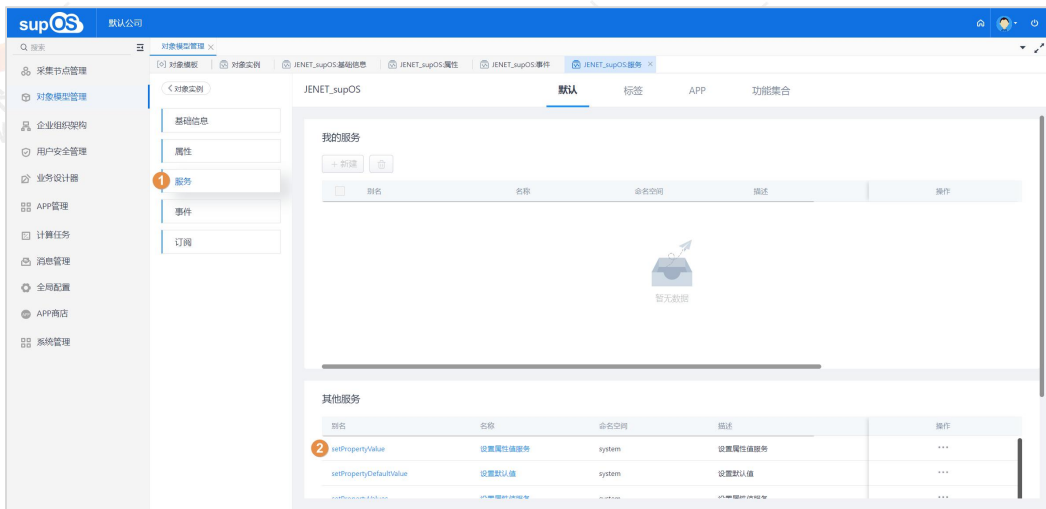 supOS 默认公司
搜索
采集节点管理
对象模型管理
企业组织架构
用户安全管理
业务设计器
APP管理
计算任务
消息管理
全局配置
APP商店
系统管理
对象模型管理 ×
对象模板 对象实例 JENET_supOS:基础信息 JENET_supOS:属性 JENET_supOS:事件 JENET_supOS:服务 ×
< 对象实例
基础信息
属性
1 服务
事件
订阅
JENET_supOS 默认 标签 APP 功能集合
我的服务
+ 新建
别名 名称 命名空间 描述 操作
暂无数据
其他服务
别名 名称 命名空间 描述 操作
2 setPropertyValue 设置属性值服务 system 设置属性值服务 ...
setPropertyDefaultValue 设置默认值 system 设置默认值 ...